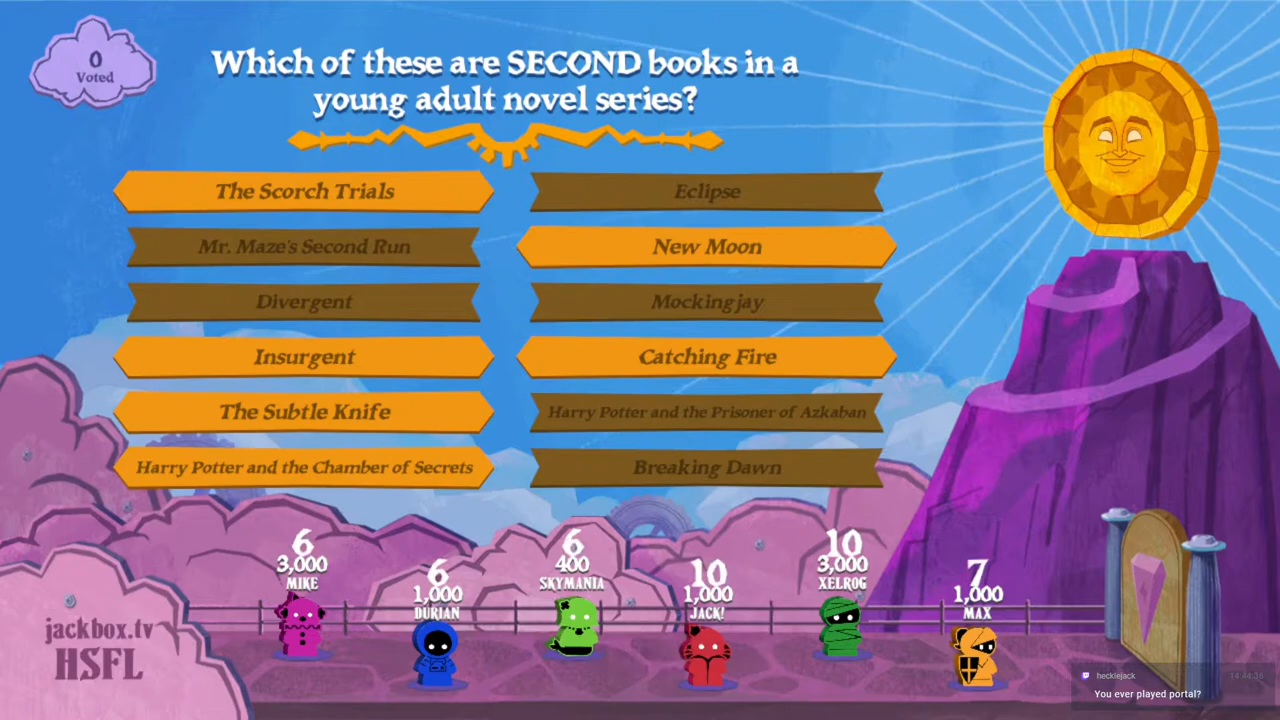 0
Voted
Which of these are SECOND books in a
young adult novel series?
The Scorch Trials
Eclipse
Mr. Maze's Second Run
New Moon
Divergent
Mockingjay
Insurgent
Catching Fire
The Subtle Knife
Harry Potter and the Prisoner of Azkaban
Harry Potter and the Chamber of Secrets
Breaking Dawn
6
3,000
MIKE
6
1,000
DURIAN
6
400
SKYMANIA
10
1,000
JACK!
10
3,000
XELROG
7
1,000
MAX
jackbox.tv
HSFL
hecklejack
14:44:36
You ever played portal?